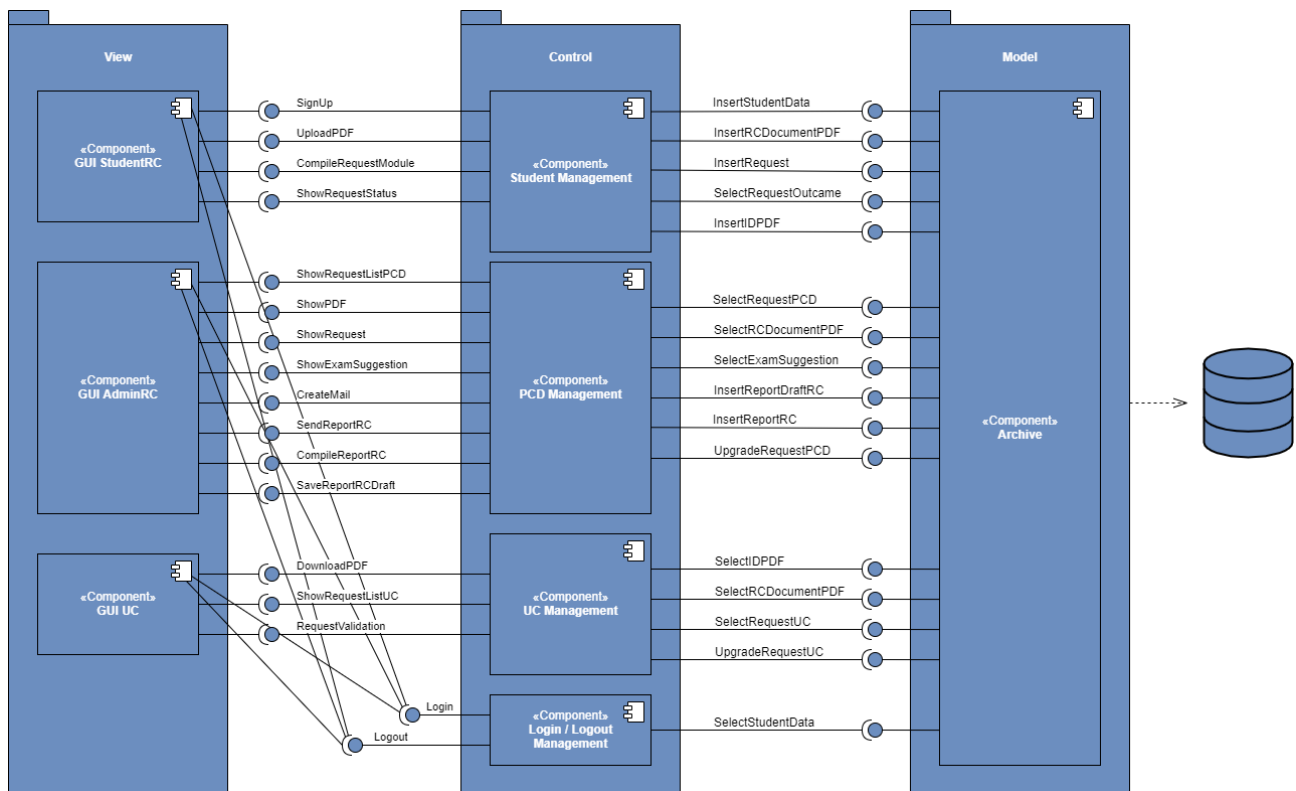 View
Control
Model
«Component»
GUI StudentRC
SignUp
UploadPDF
CompileRequestModule
ShowRequestStatus
«Component»
Student Management
InsertStudentData
InsertRCDocumentPDF
InsertRequest
SelectRequestOutcame
InsertIDPDF
«Component»
GUI AdminRC
ShowRequestListPCD
ShowPDF
ShowRequest
ShowExamSuggestion
CreateMail
SendReportRC
CompileReportRC
SaveReportRCDraft
«Component»
PCD Management
SelectRequestPCD
SelectRCDocumentPDF
SelectExamSuggestion
InsertReportDraftRC
InsertReportRC
UpgradeRequestPCD
«Component»
Archive
«Component»
GUI UC
DownloadPDF
ShowRequestListUC
RequestValidation
«Component»
UC Management
SelectIDPDF
SelectRCDocumentPDF
SelectRequestUC
UpgradeRequestUC
Login
Logout
«Component»
Login / Logout
Management
SelectStudentData